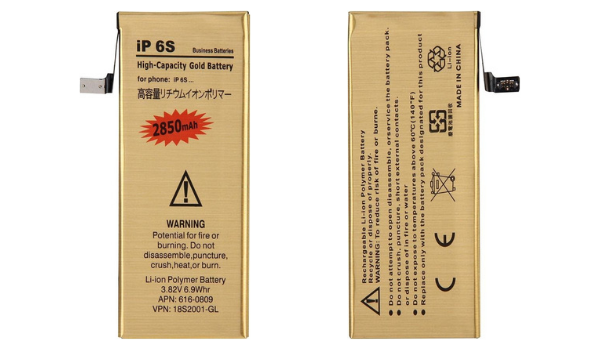 iP 6S
Business Batteries
High-Capacity Gold Battery
for phone: iP 6S ...
高容量リチウムイオンポリマー
2850mAh
WARNING
Potential for fire or
burning. Do not
disassemble,puncture,
crush,heat,or burn.
Li-ion Polymer Battery
3.82V 6.9Whr
APN: 616-0809
VPN: 18S2001-GL
Rechargeable Li-ion Polymer Battery
Recycle or dispose of properly.
WARNING: To reduce risk of fire or burne.
Do not attempt to open disassemble, or service
Do not crush, puncture, short external contacts.
or dispose of in fire or water
Do not expose to temperatures above 60°C(140°F)
Replace only with battery pack designated for this product
Li-ion
MADE IN CHINA
CE